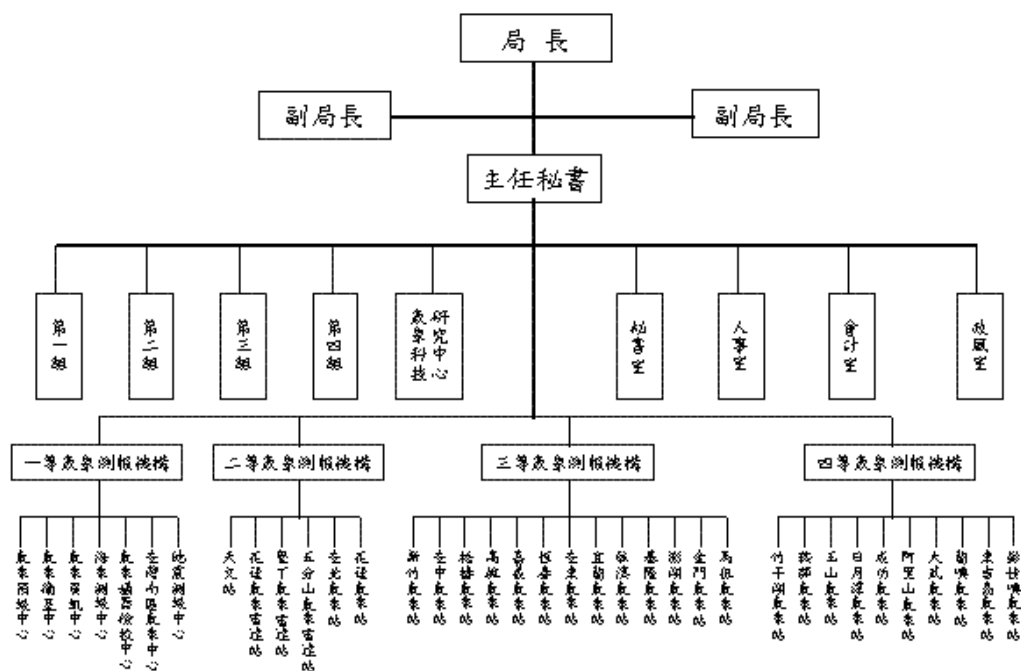 局 長
副局長
副局長
主任秘書
第一組
第二組
第三組
第四組
氣象科技
研究中心
秘書室
人事室
會計室
政風室
一等氣象測報機構
二等氣象測報機構
三等氣象測報機構
四等氣象測報機構
氣象預報中心
氣象衛星中心
氣象資訊中心
海象測報中心
氣象儀器檢校中心
台灣南區氣象中心
地震測報中心
天文站
花蓮氣象雷達站
墾丁氣象雷達站
五分山氣象雷達站
台北氣象站
花蓮氣象站
新竹氣象站
台中氣象站
梧棲氣象站
高雄氣象站
嘉義氣象站
恆春氣象站
台東氣象站
宜蘭氣象站
蘇澳氣象站
基隆氣象站
澎湖氣象站
金門氣象站
馬祖氣象站
竹子湖氣象站
鞍部氣象站
玉山氣象站
日月潭氣象站
成功氣象站
阿里山氣象站
大武氣象站
蘭嶼氣象站
東吉島氣象站
彭佳嶼氣象站